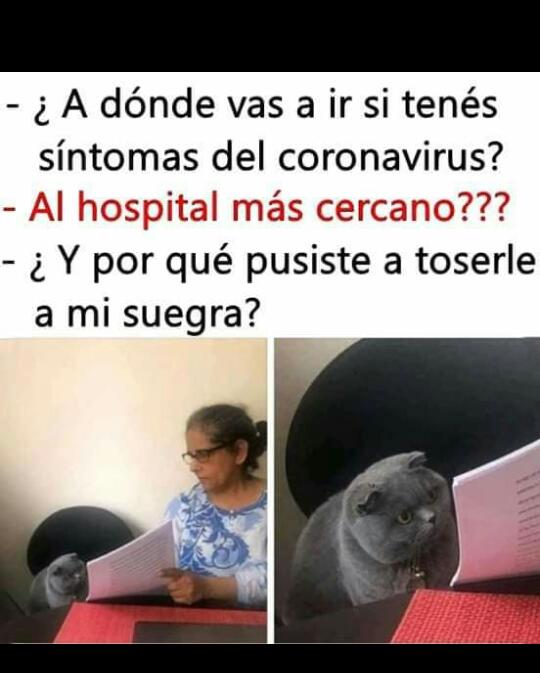 - ¿ A dónde vas a ir si tenés
síntomas del coronavirus?
- Al hospital más cercano???
- ¿ Y por qué pusiste a toserle
a mi suegra?